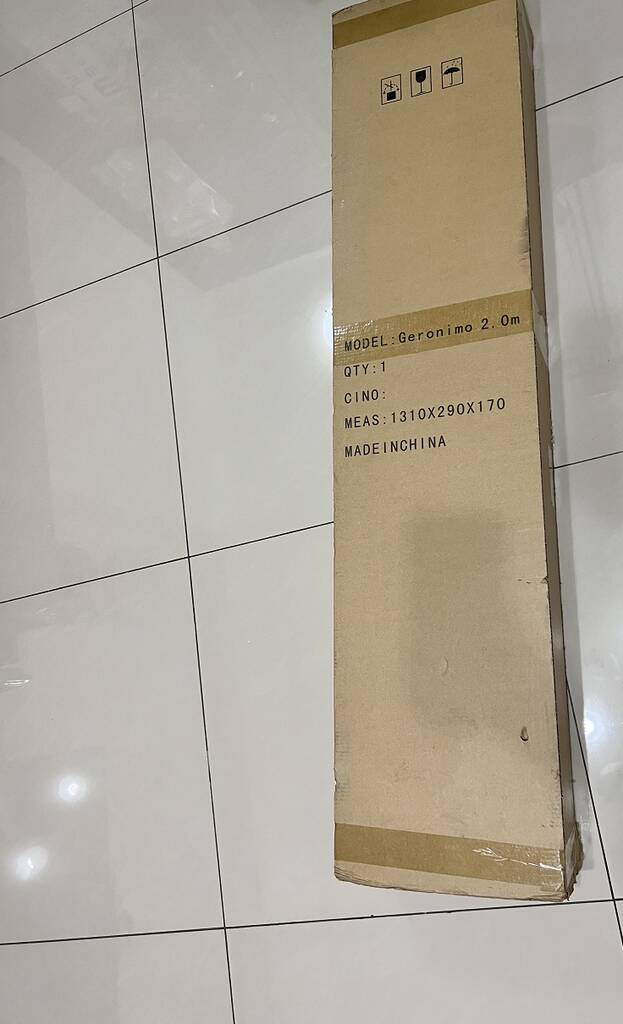 MODEL:Geronimo 2.0m
QTY:1
CINO:
MEAS:1310X290X170
MADEINCHINA